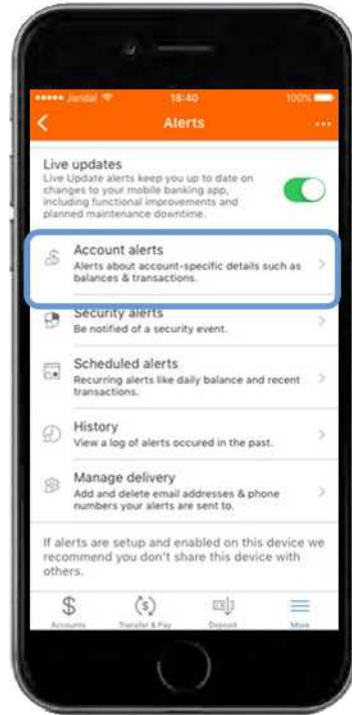 Jandal 18:40 100%
Alerts
Live updates
Live Update alerts keep you up to date on
changes to your mobile banking app,
including functional improvements and
planned maintenance downtime.
Account alerts
Alerts about account-specific details such as
balances & transactions.
Security alerts
Be notified of a security event.
Scheduled alerts
Recurring alerts like daily balance and recent
transactions.
History
View a log of alerts occured in the past.
Manage delivery
Add and delete email addresses & phone
numbers your alerts are sent to.
If alerts are setup and enabled on this device we
recommend you don't share this device with
others.
Accounts Transfer & Pay Deposit More